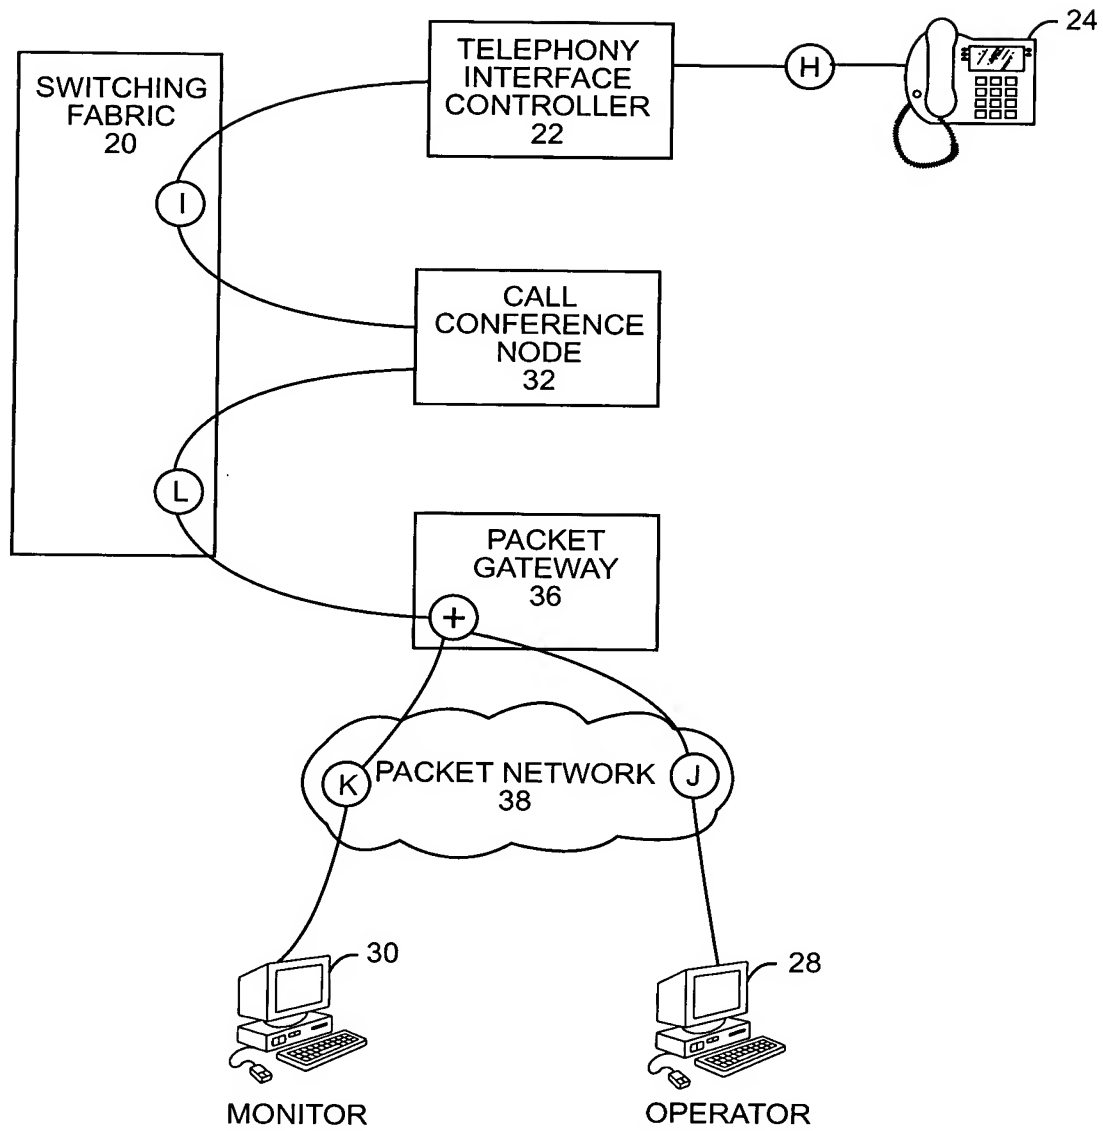 24
TELEPHONY
INTERFACE
CONTROLLER
22
H
SWITCHING
FABRIC
20
I
CALL
CONFERENCE
NODE
32
L
PACKET
GATEWAY
36
+
K
PACKET NETWORK
38
J
30
28
MONITOR
OPERATOR